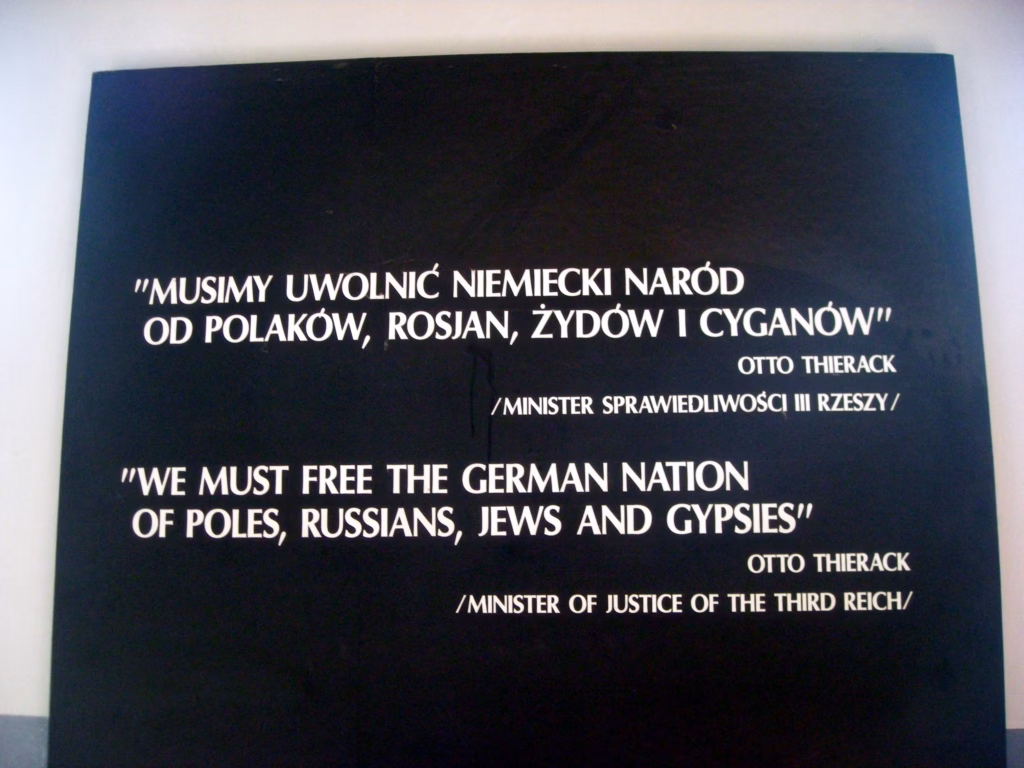 "MUSIMY UWOLNIĆ NIEMIECKI NARÓD
OD POLAKÓW, ROSJAN, ŻYDÓW I CYGANÓW"
OTTO THIERACK
/MINISTER SPRAWIEDLIWOŚCI III RZESZY/
"WE MUST FREE THE GERMAN NATION
OF POLES, RUSSIANS, JEWS AND GYPSIES"
OTTO THIERACK
/MINISTER OF JUSTICE OF THE THIRD REICH/